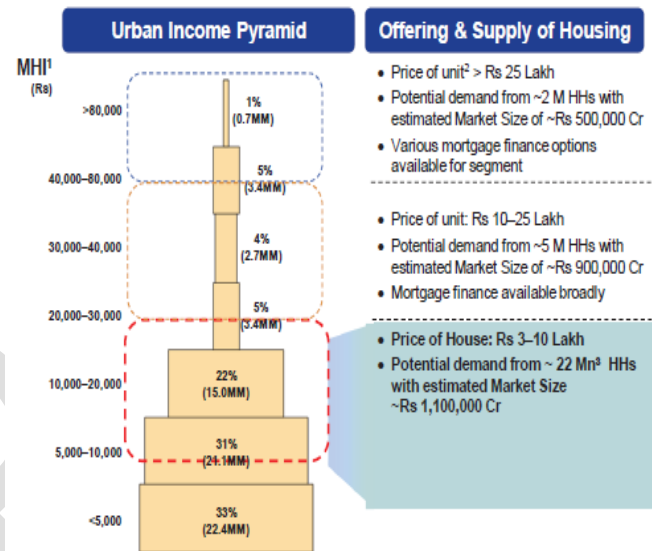 Urban Income Pyramid
Offering & Supply of Housing
MHI¹
(Rs)
>80,000
1%
(0.7MM)
40,000–80,000
5%
(3.4MM)
30,000–40,000
4%
(2.7MM)
20,000–30,000
5%
(3.4MM)
10,000–20,000
22%
(15.0MM)
5,000–10,000
31%
(21.1MM)
<5,000
33%
(22.4MM)
• Price of unit² > Rs 25 Lakh
• Potential demand from ~2 M HHs with
estimated Market Size of ~Rs 500,000 Cr
• Various mortgage finance options
available for segment
• Price of unit: Rs 10–25 Lakh
• Potential demand from ~5 M HHs with
estimated Market Size of ~Rs 900,000 Cr
• Mortgage finance available broadly
• Price of House: Rs 3–10 Lakh
• Potential demand from ~ 22 Mn³ HHs
with estimated Market Size
~Rs 1,100,000 Cr